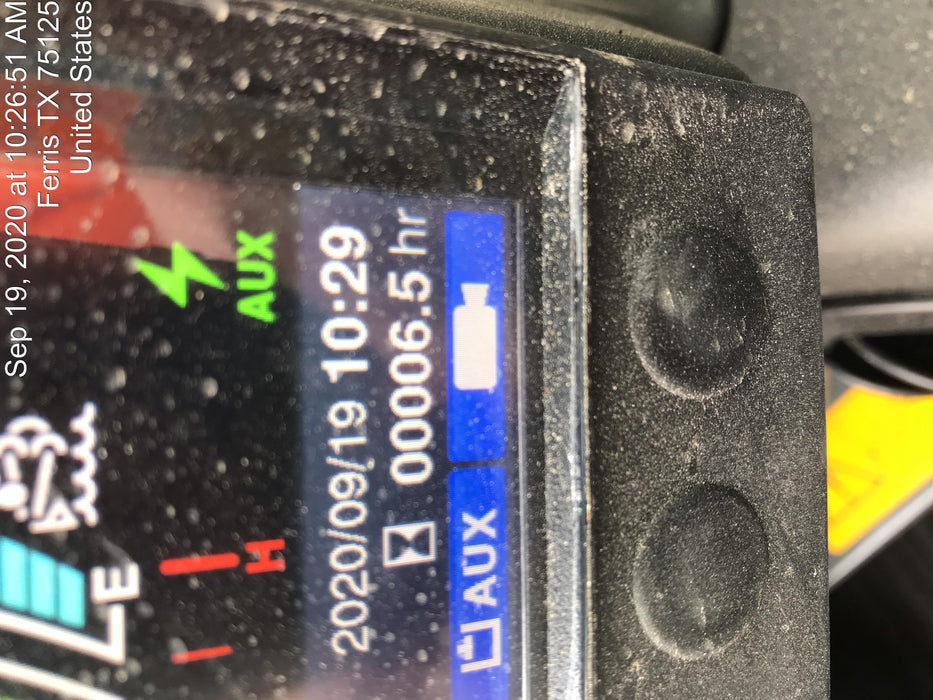 Sep 19, 2020 at 10:26:51 AM
Ferris TX 75125
United States
AUX
E
H
2020/09/19 10:29
00006.5 hr
AUX